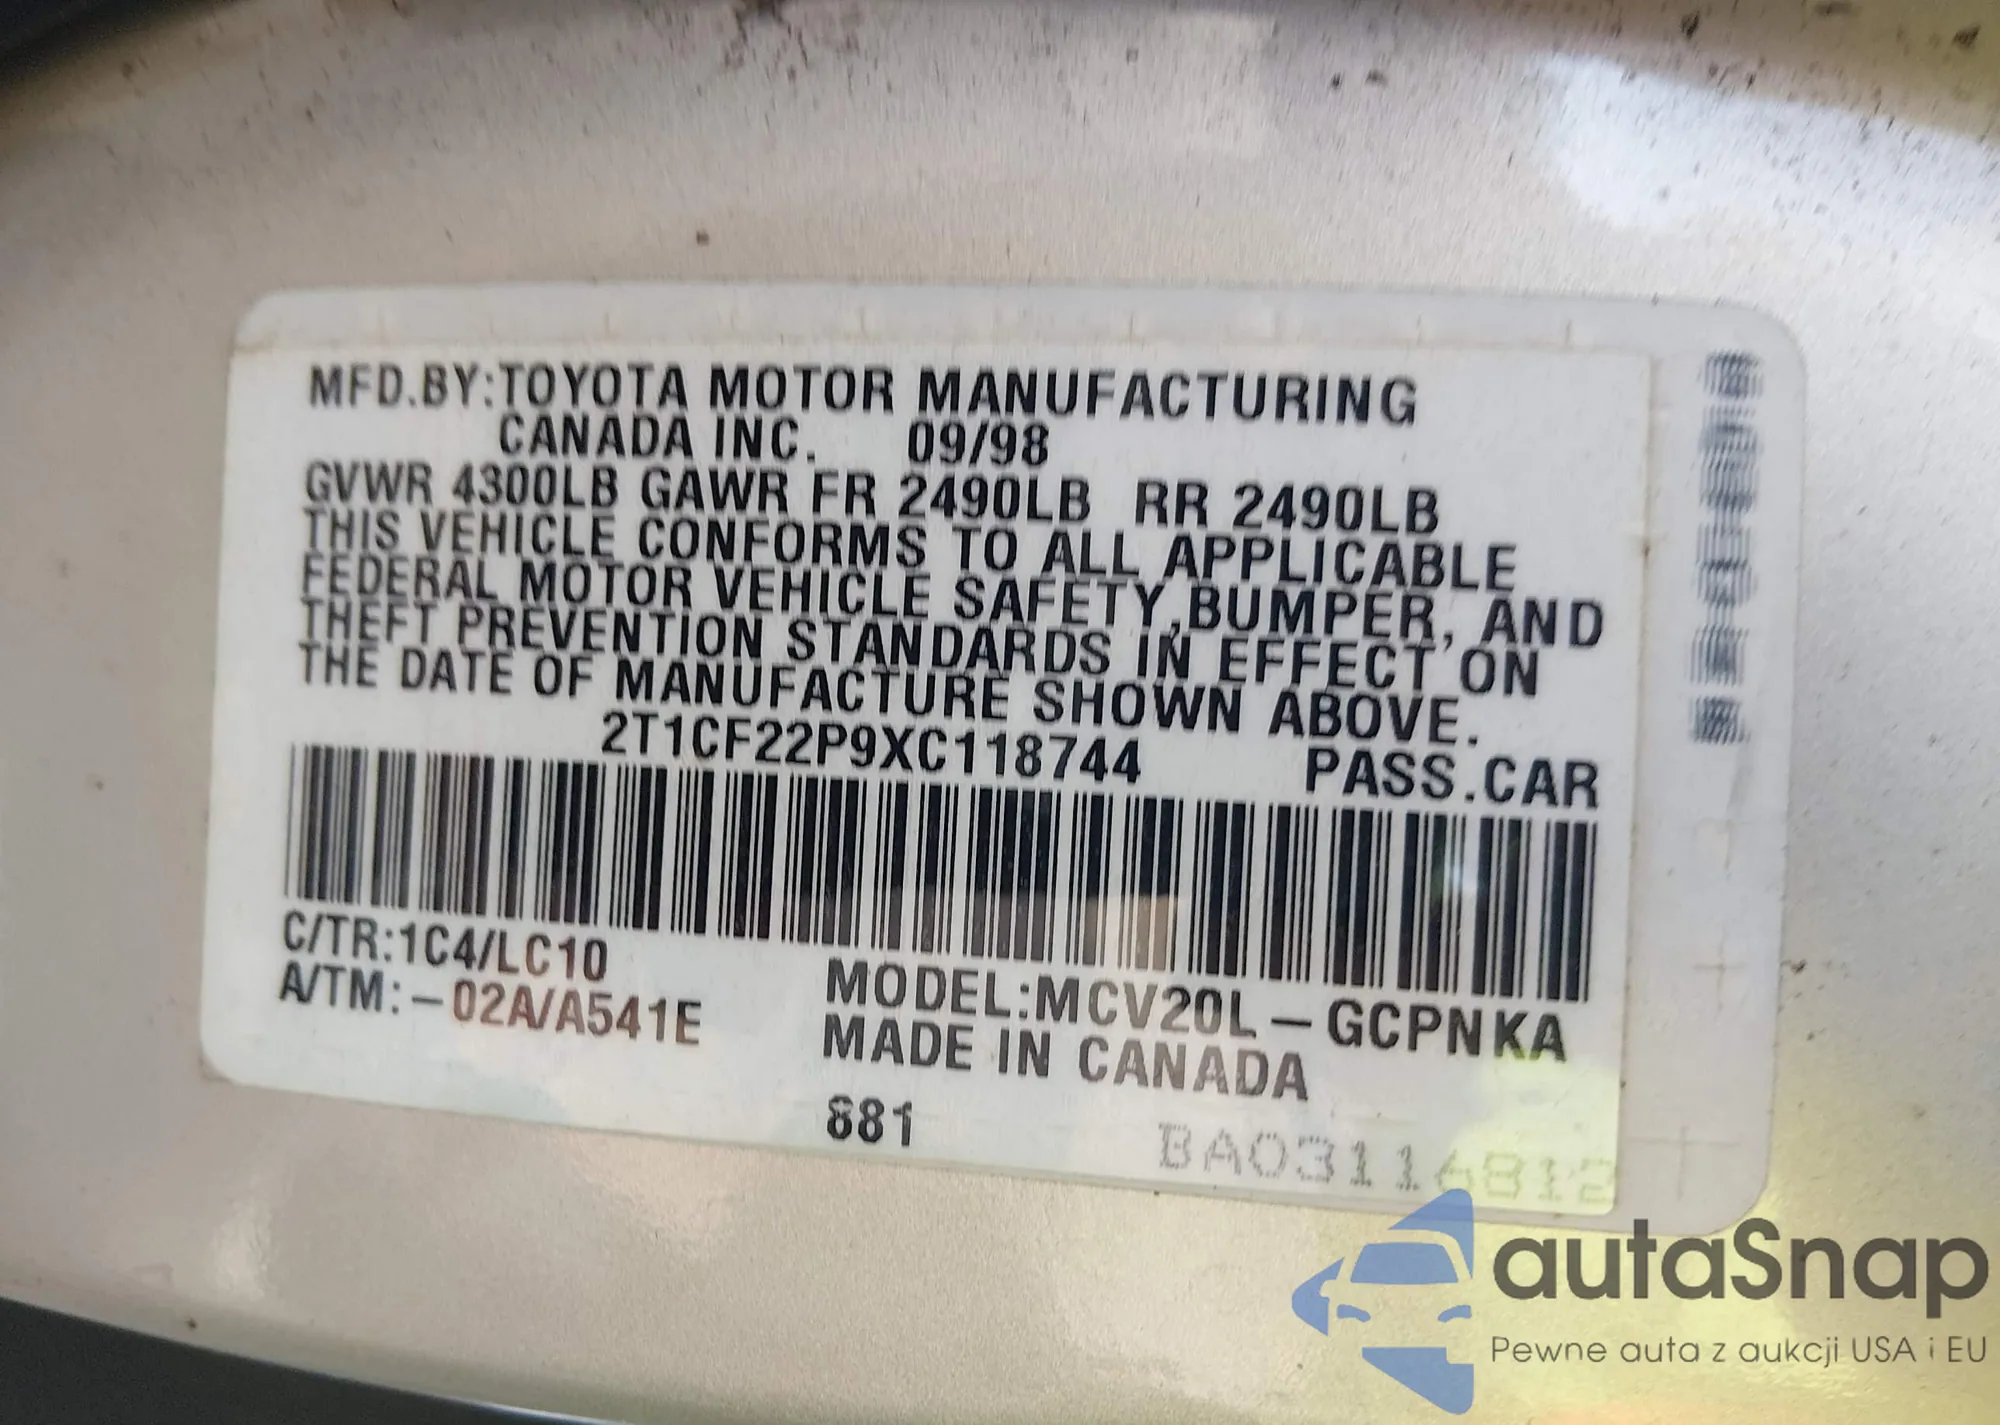 MFD.BY:TOYOTA MOTOR MANUFACTURING
CANADA INC. 09/98
GVWR 4300LB GAWR FR 2490LB RR 2490LB
THIS VEHICLE CONFORMS TO ALL APPLICABLE
FEDERAL MOTOR VEHICLE SAFETY,BUMPER, AND
THEFT PREVENTION STANDARDS IN EFFECT ON
THE DATE OF MANUFACTURE SHOWN ABOVE.
2T1CF22P9XC118744 PASS.CAR
C/TR:1C4/LC10
A/TM:-02A/A541E
MODEL:MCV20L-GCPNKA
MADE IN CANADA
881
BA03116812
autaSnap
Pewne auta z aukcji USA i EU